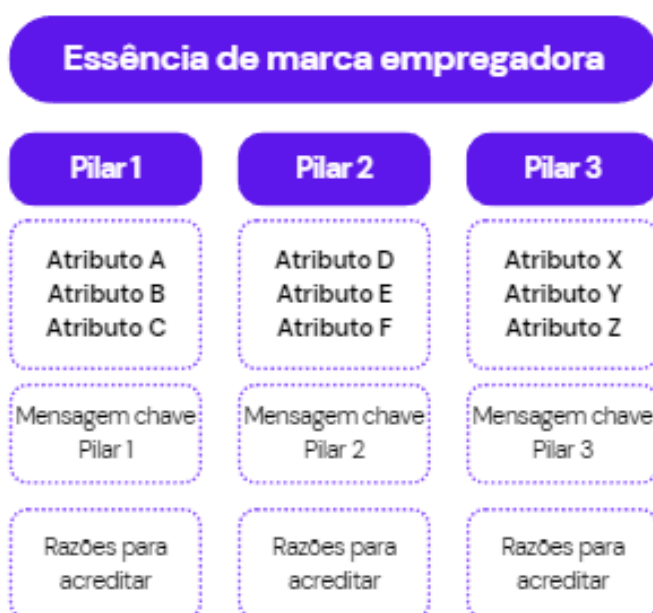 Essência de marca empregadora
Pilar 1
Pilar 2
Pilar 3
Atributo A
Atributo B
Atributo C
Atributo D
Atributo E
Atributo F
Atributo X
Atributo Y
Atributo Z
Mensagem chave
Pilar 1
Mensagem chave
Pilar 2
Mensagem chave
Pilar 3
Razões para
acreditar
Razões para
acreditar
Razões para
acreditar